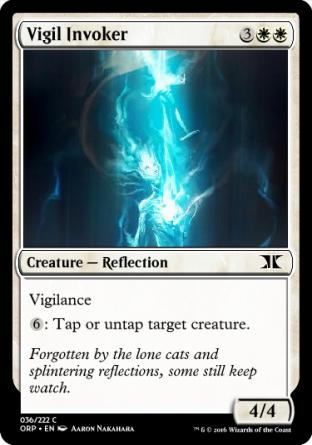 Vigil Invoker 3
Creature — Reflection
Vigilance
6: Tap or untap target creature.
Forgotten by the lone cats and
splintering reflections, some still keep
watch.
4/4
036/222 C
ORP • EN Aaron Nakahara
™ & © 2016 Wizards of the Coast